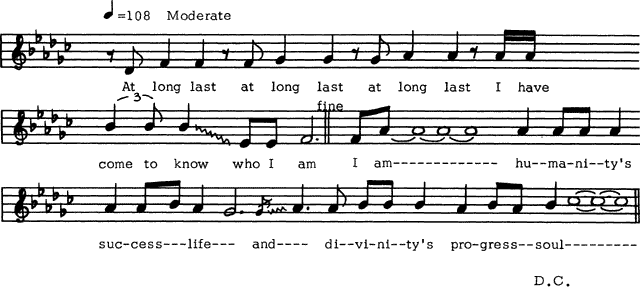 ♩=108 Moderate
At long last at long last at long last I have
fine
3
come to know who I am I am------------- hu--ma-ni--ty's
suc-cess---life--- and---- di--vi-ni--ty's pro-gress--soul---------
D.C.